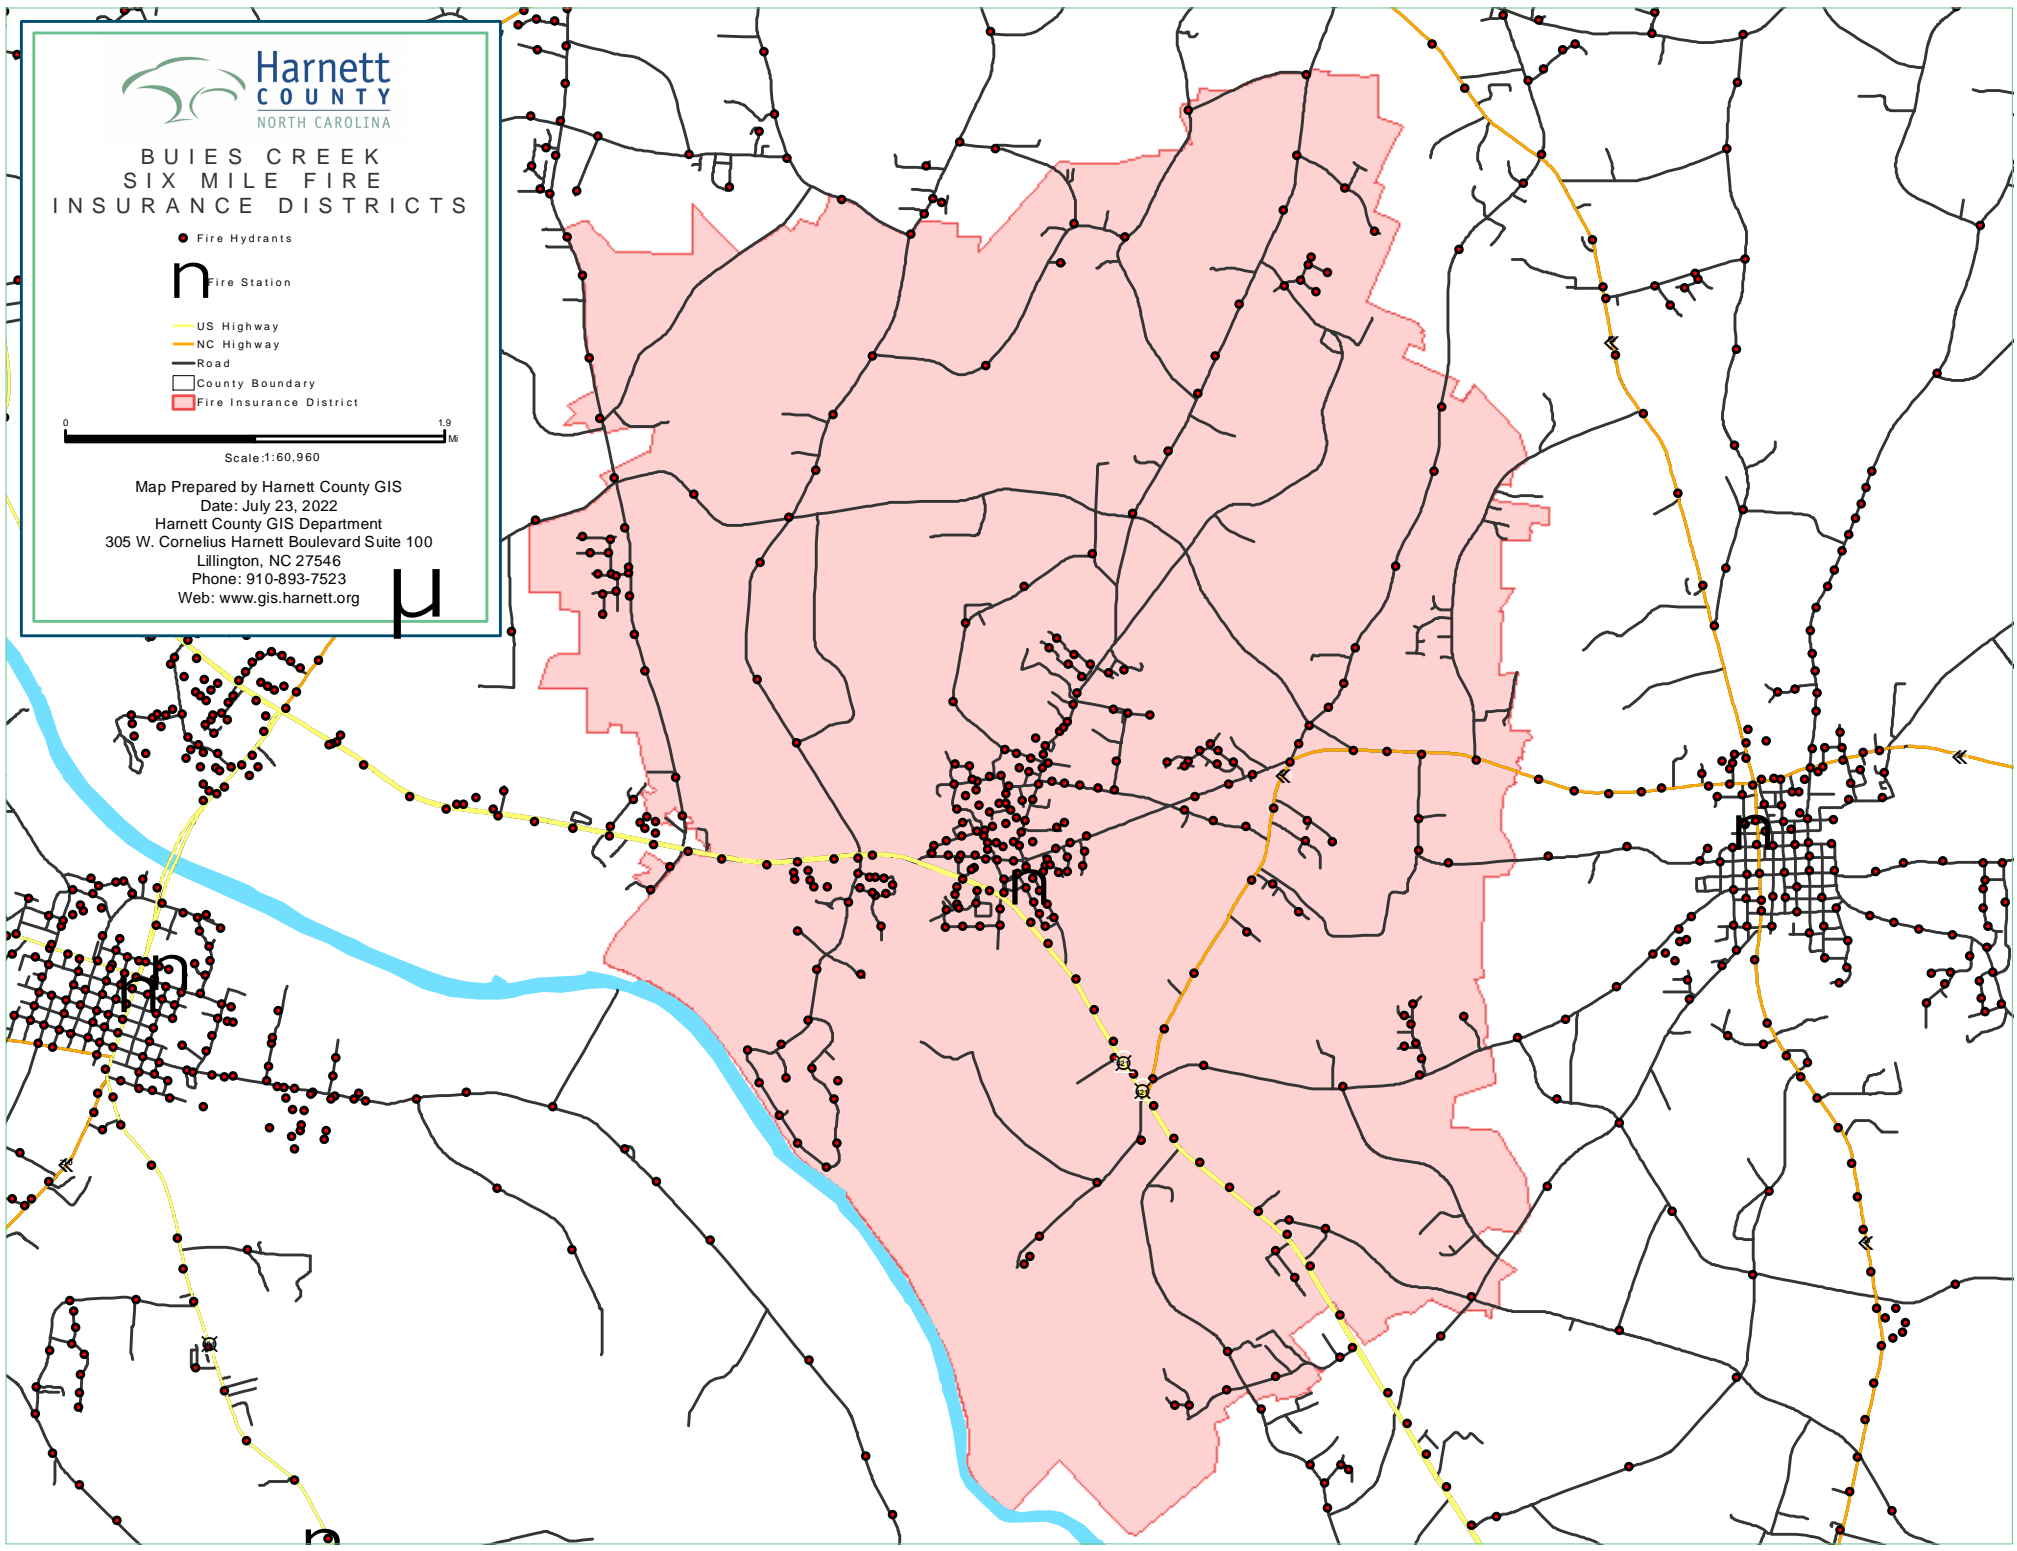 Harnett
COUNTY
NORTH CAROLINA
BUIES CREEK
SIX MILE FIRE
INSURANCE DISTRICTS
Fire Hydrants
n Fire Station
US Highway
NC Highway
Road
County Boundary
Fire Insurance District
0 1.9
Mi
Scale:1:60,960
Map Prepared by Harnett County GIS
Date: July 23, 2022
Harnett County GIS Department
305 W. Cornelius Harnett Boulevard Suite 100
Lillington, NC 27546
Phone: 910-893-7523
Web: www.gis.harnett.org
µ
n
n
n
n
n